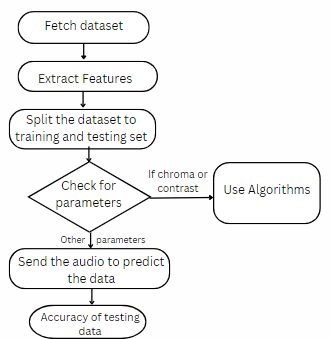 Fetch dataset
Extract Features
Split the dataset to
training and testing set
Check for
parameters
If chroma or
contrast
Use Algorithms
Other parameters
Send the audio to predict
the data
Accuracy of testing
data